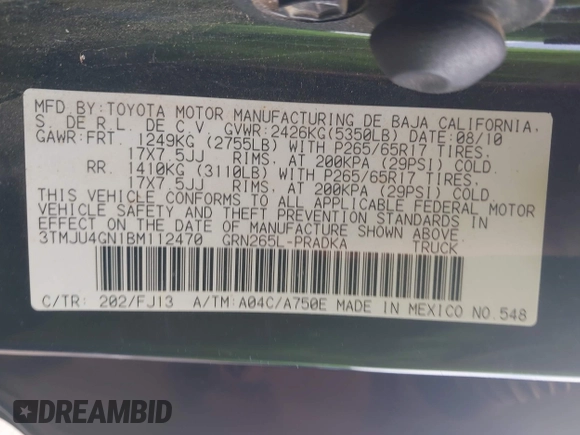 MFD BY:TOYOTA MOTOR MANUFACTURING DE BAJA CALIFORNIA,
S. DE R.L. DE C.V. GVWR:2426KG(5350LB) DATE:08/10
GAWR:FRT. 1249KG (2755LB) WITH P265/65R17 TIRES,
17X7.5JJ RIMS, AT 200KPA (29PSI) COLD.
RR. 1410KG (3110LB) WITH P265/65R17 TIRES,
17X7.5JJ RIMS, AT 200KPA (29PSI) COLD.
THIS VEHICLE CONFORMS TO ALL APPLICABLE FEDERAL MOTOR
VEHICLE SAFETY AND THEFT PREVENTION STANDARDS IN
EFFECT ON THE DATE OF MANUFACTURE SHOWN ABOVE.
3TMJU4GN1BM112470 GRN265L-PRADKA TRUCK
C/TR: 202/FJ13 A/TM:A04C/A750E MADE IN MEXICO NO.548
DREAMBID